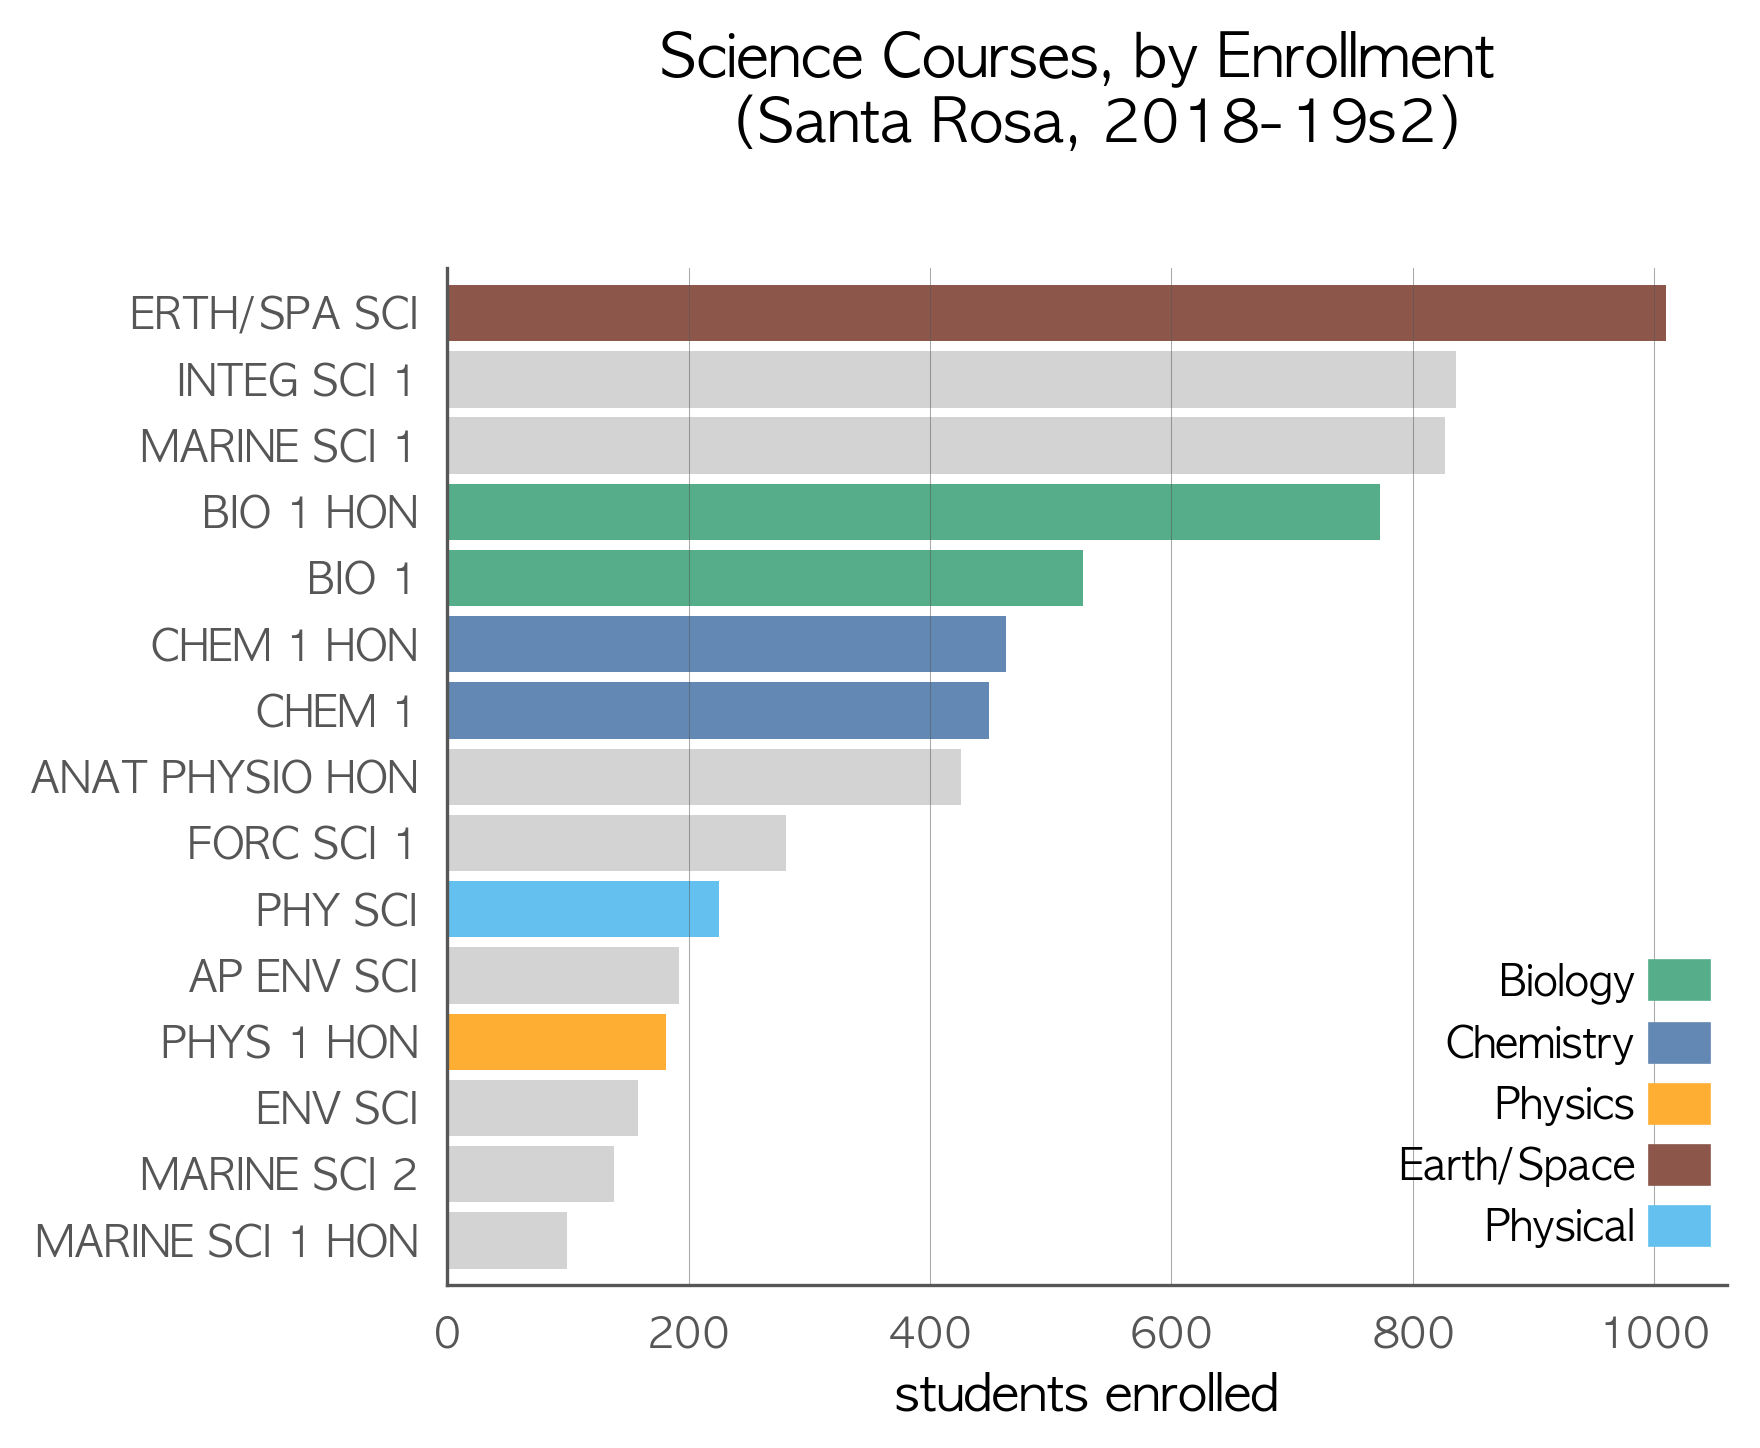 Science Courses, by Enrollment
(Santa Rosa, 2018-19s2)
ERTH/SPA SCI
INTEG SCI 1
MARINE SCI 1
BIO 1 HON
BIO 1
CHEM 1 HON
CHEM 1
ANAT PHYSIO HON
FORC SCI 1
PHY SCI
AP ENV SCI
PHYS 1 HON
ENV SCI
MARINE SCI 2
MARINE SCI 1 HON
Biology
Chemistry
Physics
Earth/Space
Physical
0 200 400 600 800 1000
students enrolled